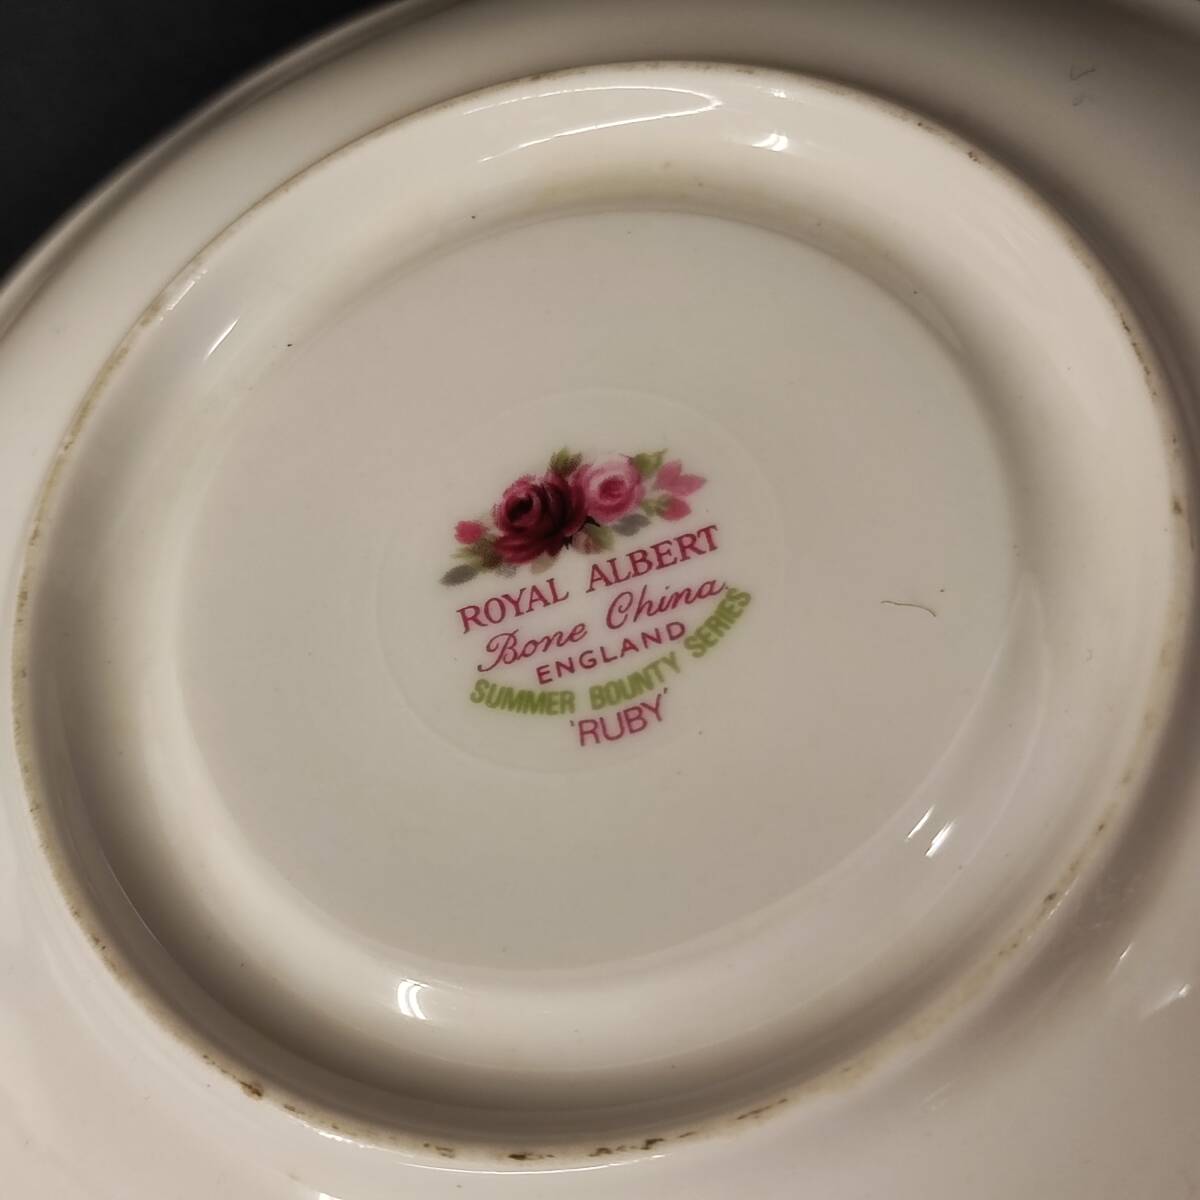 ROYAL ALBERT
Bone China
ENGLAND
SUMMER BOUNTY SERIES
'RUBY'